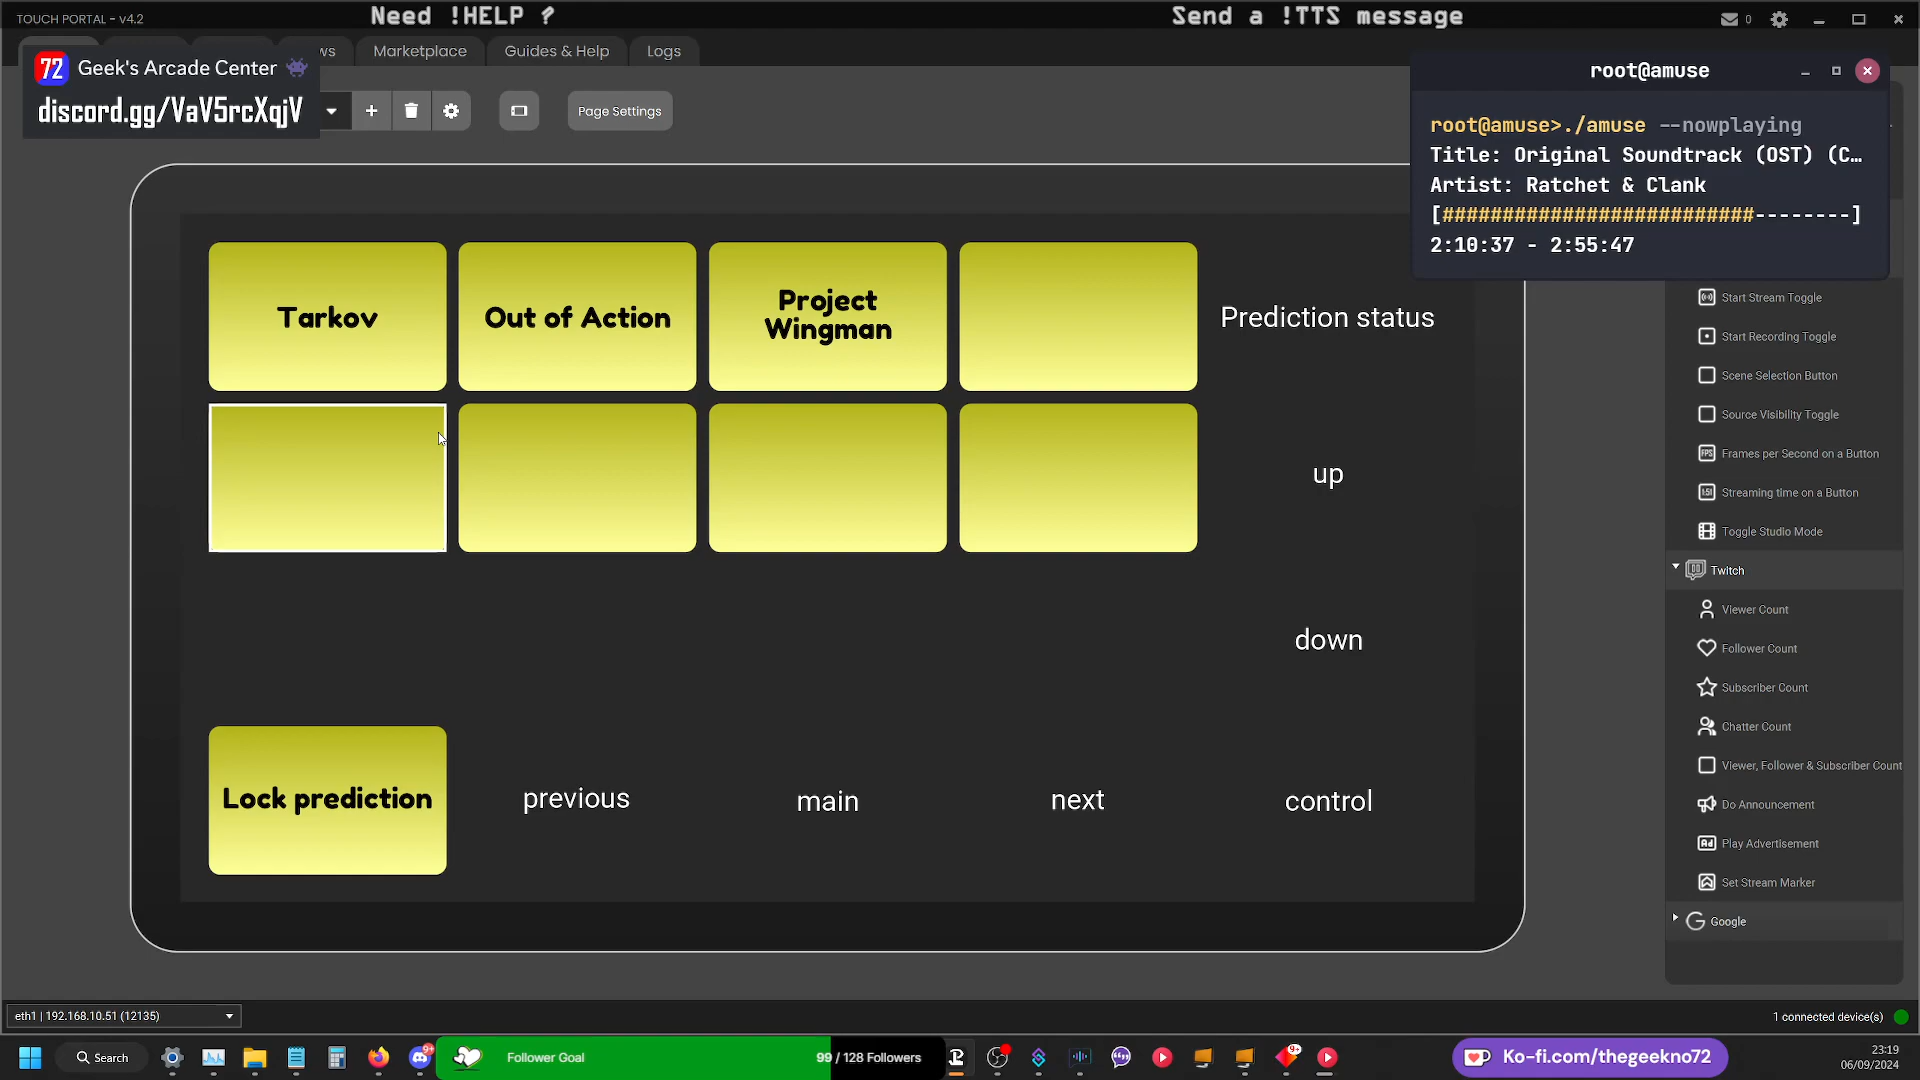 TOUCH PORTAL - v4.2
Need !HELP ?
Send a !TTS message
0
ws
Marketplace
Guides & Help
Logs
72 Geek's Arcade Center
discord.gg/VaV5rcXqjV
Page Settings
root@amuse
root@amuse>./amuse --nowplaying
Title: Original Soundtrack (OST) (C…
Artist: Ratchet & Clank
[##########################--------]
2:10:37 - 2:55:47
Tarkov
Out of Action
Project
Wingman
Prediction status
up
down
Lock prediction
previous
main
next
control
Start Stream Toggle
Start Recording Toggle
Scene Selection Button
Source Visibility Toggle
FPS Frames per Second on a Button
Streaming time on a Button
Toggle Studio Mode
Twitch
Viewer Count
Follower Count
Subscriber Count
Chatter Count
Viewer, Follower & Subscriber Count
Do Announcement
Ad Play Advertisement
Set Stream Marker
Google
eth1 | 192.168.10.51 (12135)
1 connected device(s)
Search
9+
Follower Goal
99 / 128 Followers
9+
Ko-fi.com/thegeekno72
23:19
06/09/2024